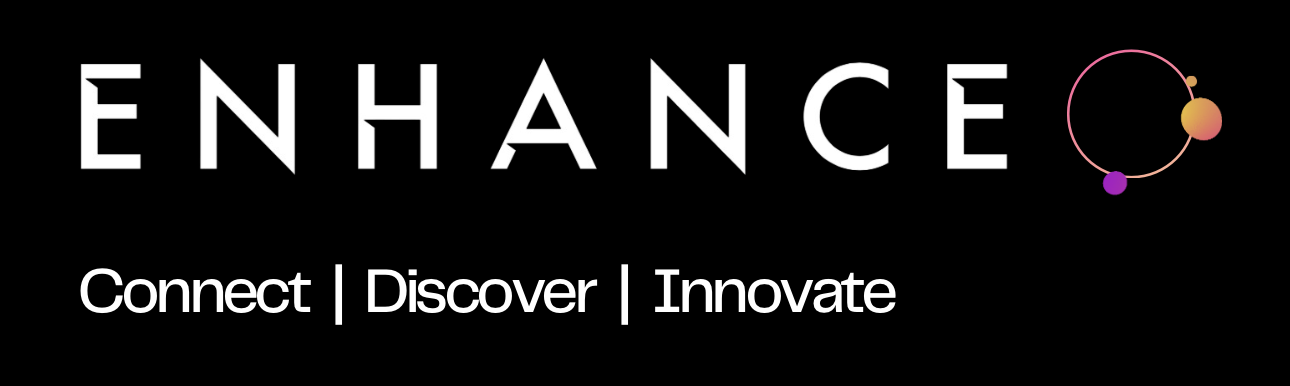 ENHANCE
Connect | Discover | Innovate